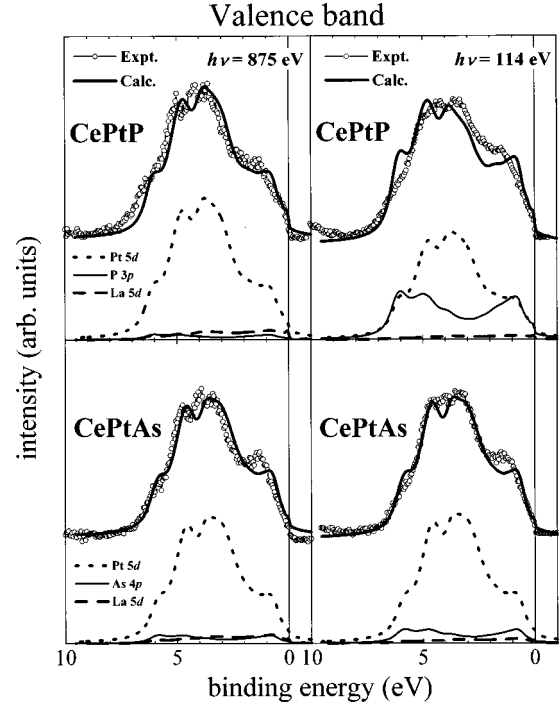 Valence band
Expt.
Calc.
hν = 875 eV
CePtP
Pt 5d
P 3p
La 5d
Expt.
Calc.
hν = 114 eV
CePtP
intensity (arb. units)
CePtAs
Pt 5d
As 4p
La 5d
CePtAs
10 5 0 10 5 0
binding energy (eV)